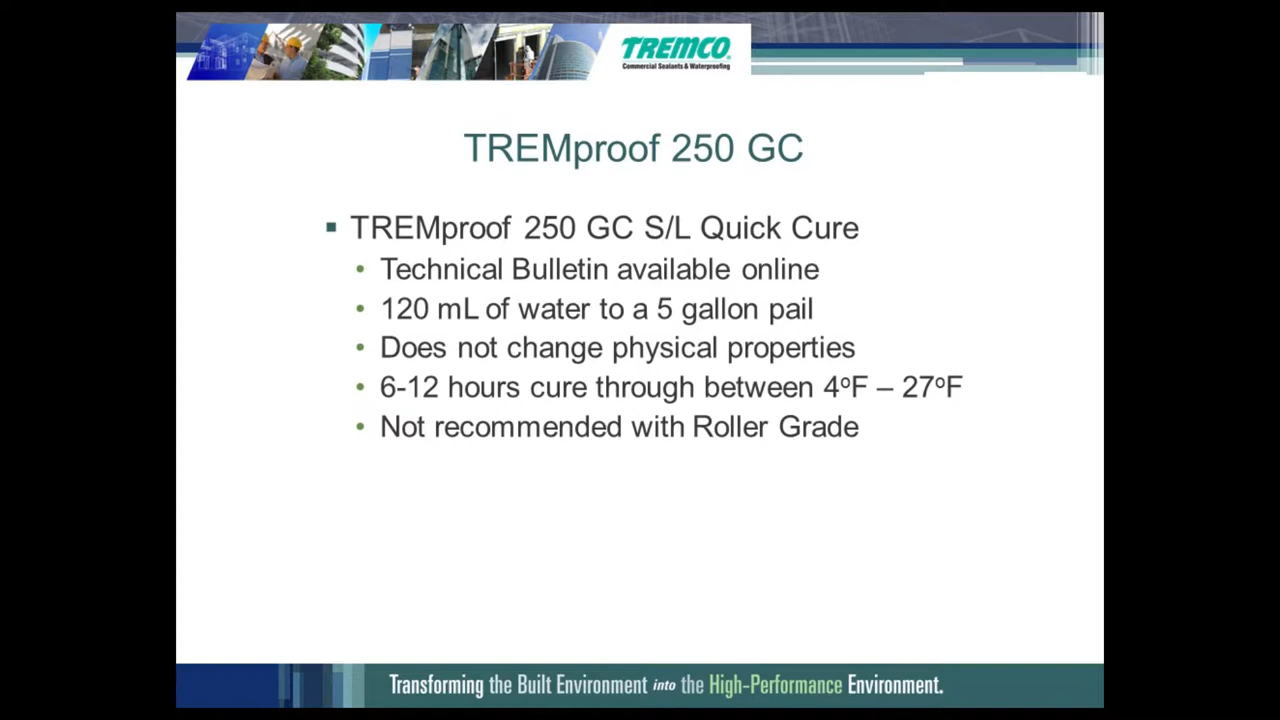 TREMCO®
Commercial Sealants & Waterproofing
TREMproof 250 GC
▪ TREMproof 250 GC S/L Quick Cure
• Technical Bulletin available online
• 120 mL of water to a 5 gallon pail
• Does not change physical properties
• 6-12 hours cure through between 4ºF – 27ºF
• Not recommended with Roller Grade
Transforming the Built Environment into the High-Performance Environment.